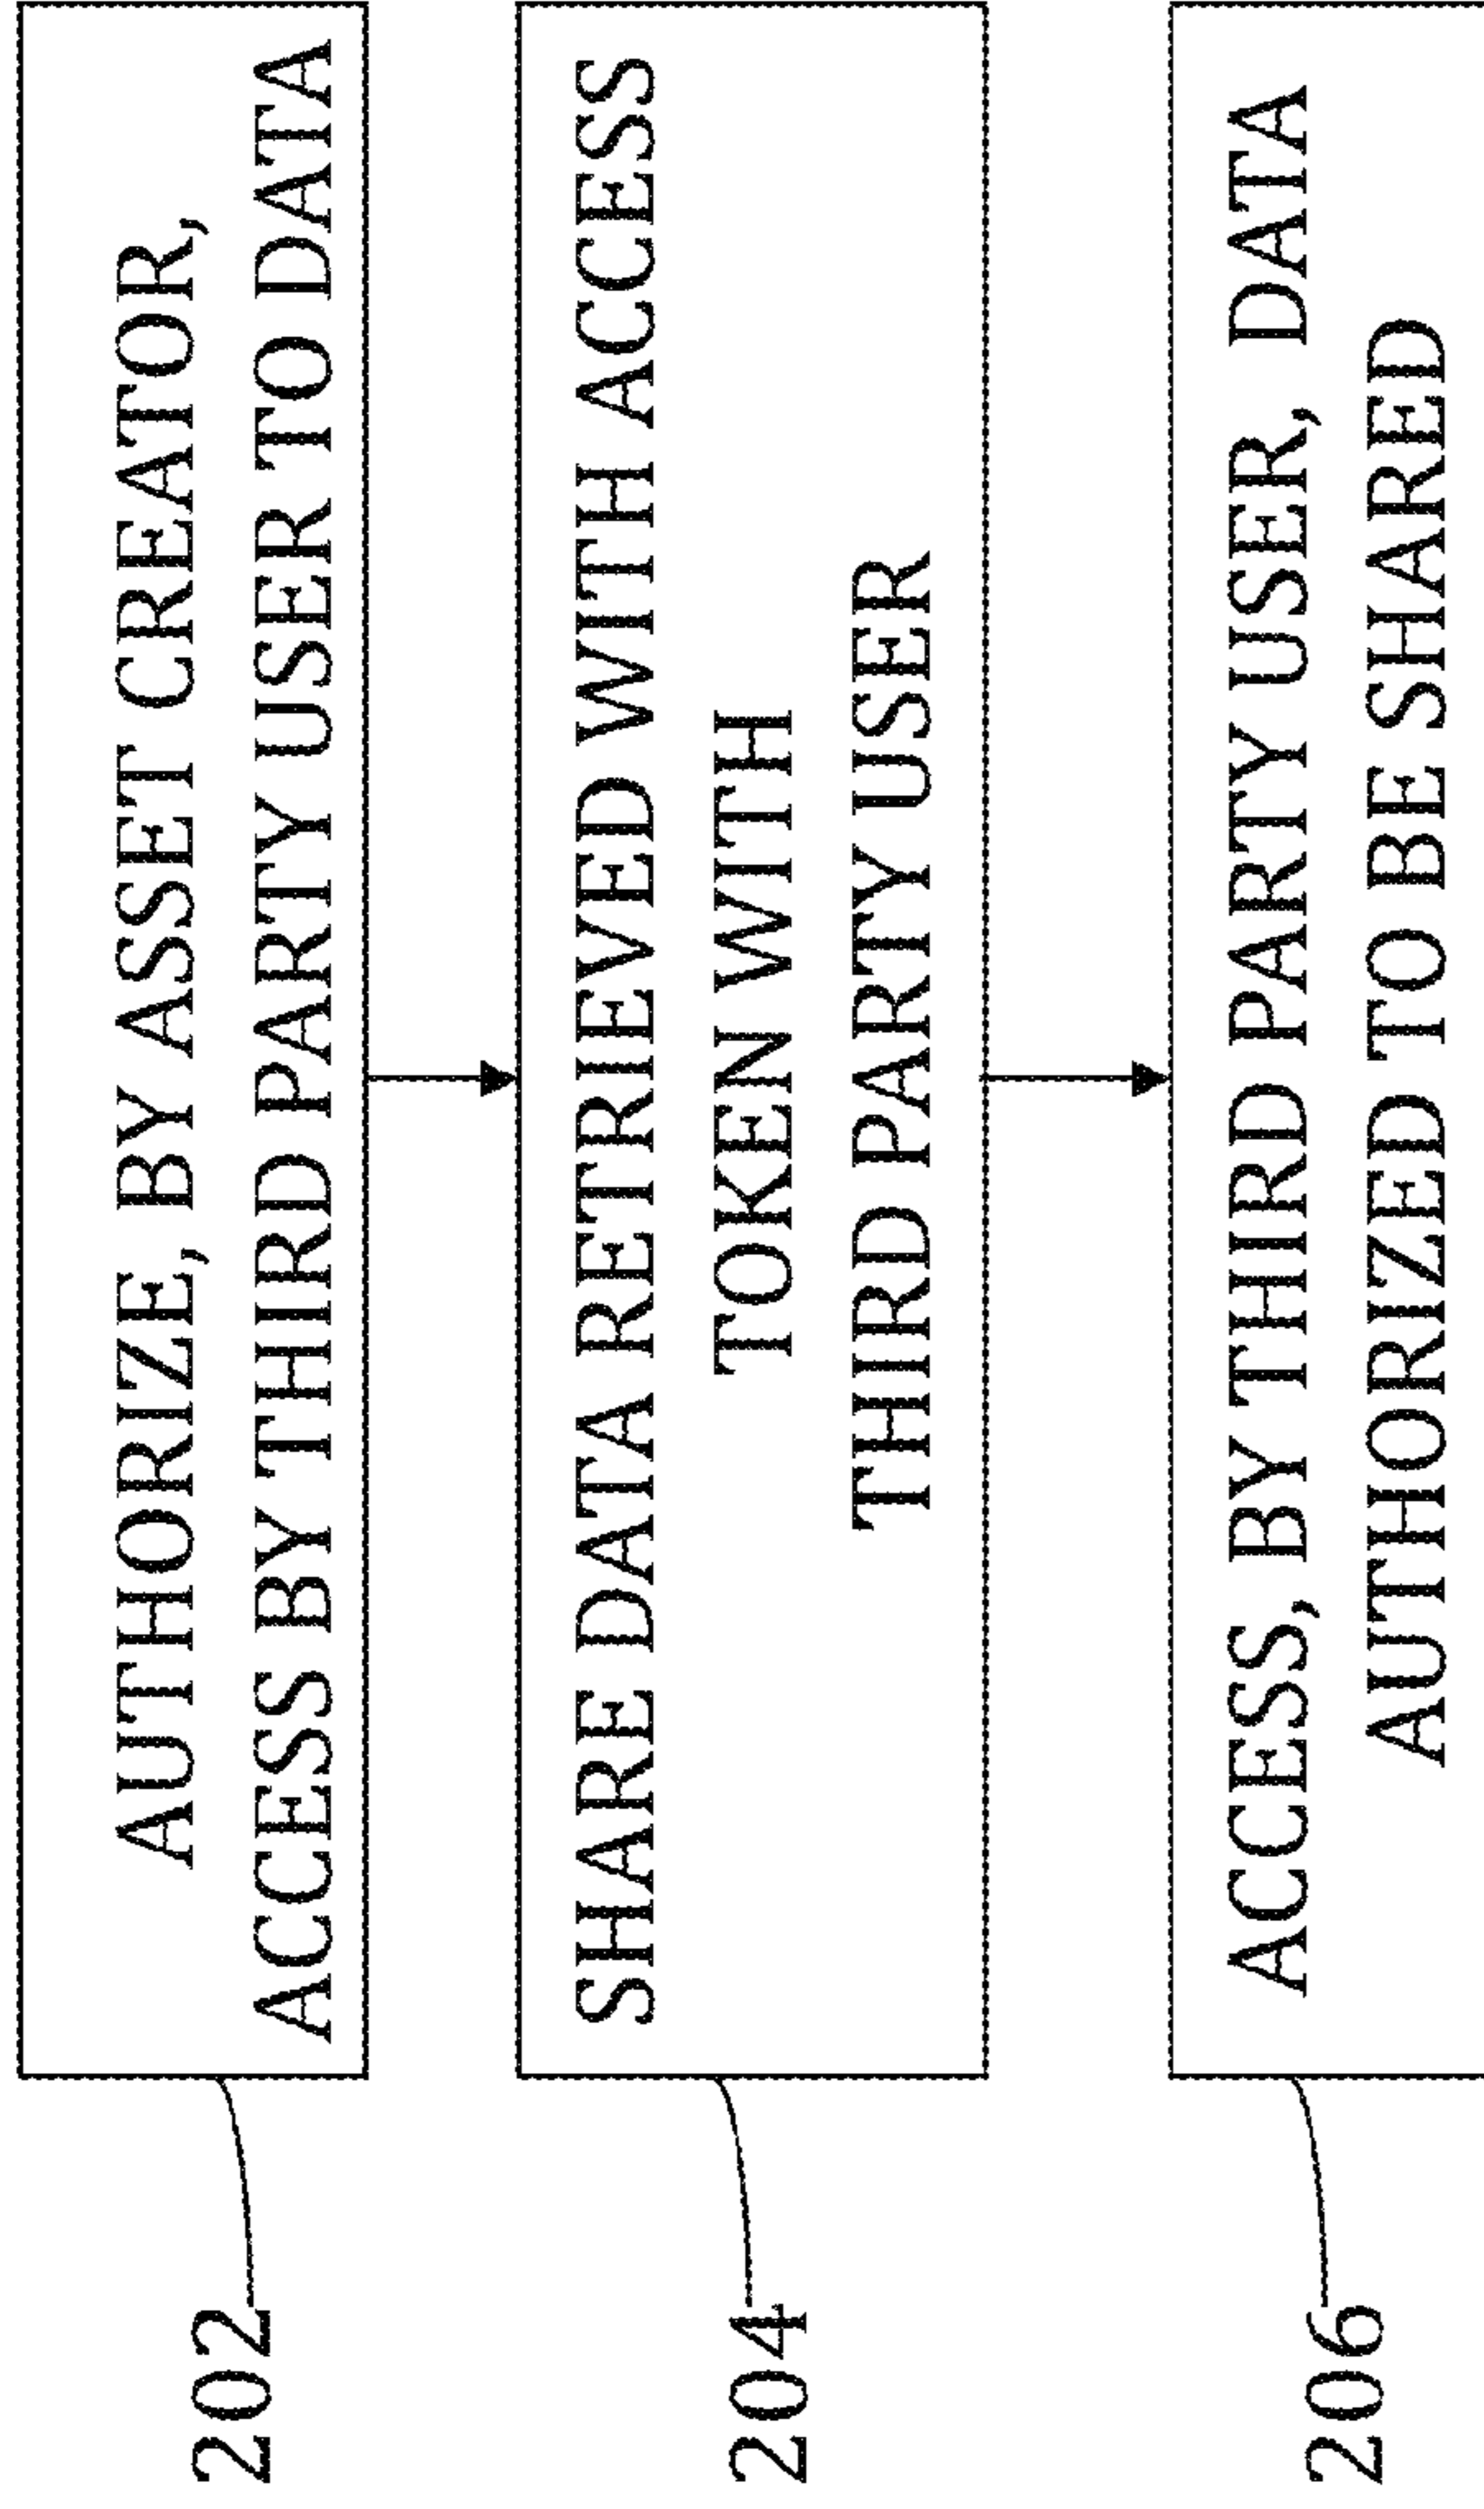 202
AUTHORIZE, BY ASSET CREATOR,
ACCESS BY THIRD PARTY USER TO DATA
204
SHARE DATA RETRIEVED WITH ACCESS
TOKEN WITH
THIRD PARTY USER
206
ACCESS, BY THIRD PARTY USER, DATA
AUTHORIZED TO BE SHARED